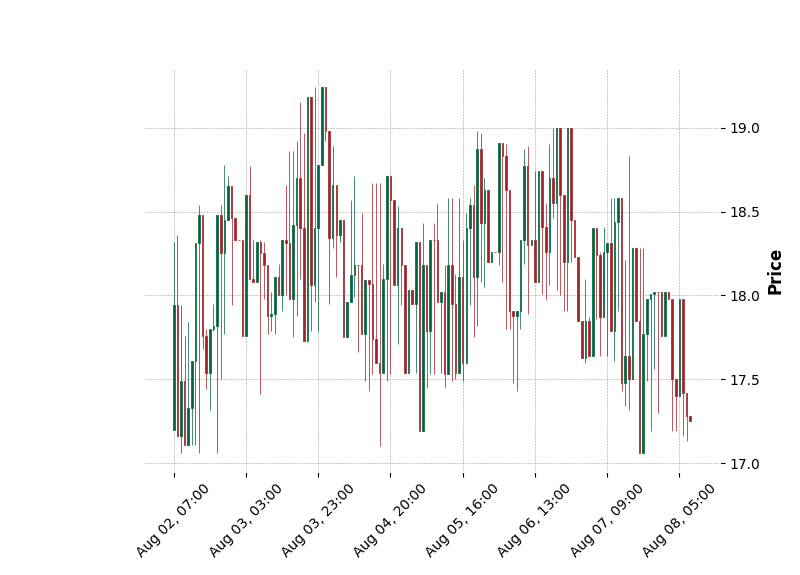 19.0
18.5
18.0
17.5
17.0
Price
Aug 02, 07:00
Aug 03, 03:00
Aug 03, 23:00
Aug 04, 20:00
Aug 05, 16:00
Aug 06, 13:00
Aug 07, 09:00
Aug 08, 05:00